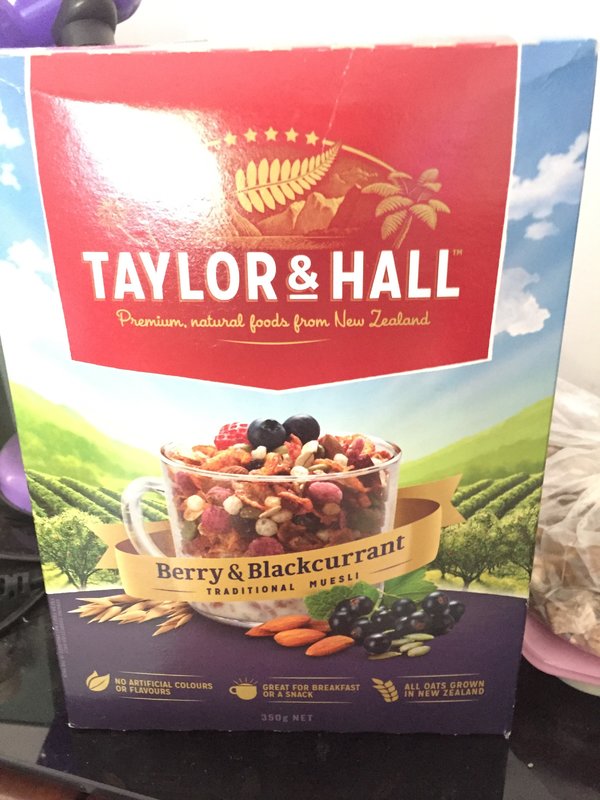 TAYLOR & HALL™
Premium, natural foods from New Zealand
Berry & Blackcurrant
TRADITIONAL MUESLI
NO ARTIFICIAL COLOURS
OR FLAVOURS
GREAT FOR BREAKFAST
OR A SNACK
ALL OATS GROWN
IN NEW ZEALAND
350g NET